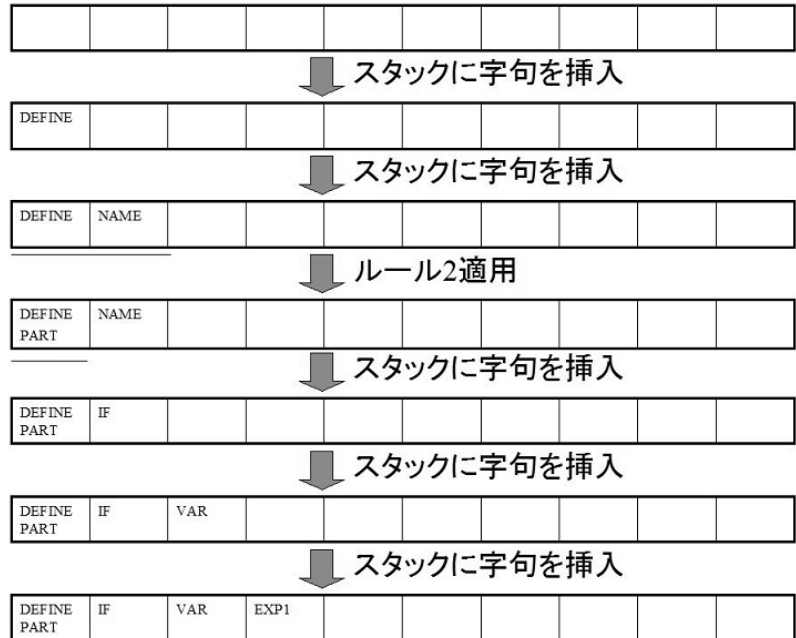 スタックに字句を挿入
DEFINE
スタックに字句を挿入
DEFINE NAME
ルール2適用
DEFINE NAME
PART
スタックに字句を挿入
DEFINE IF
PART
スタックに字句を挿入
DEFINE IF VAR
PART
スタックに字句を挿入
DEFINE IF VAR EXP1
PART